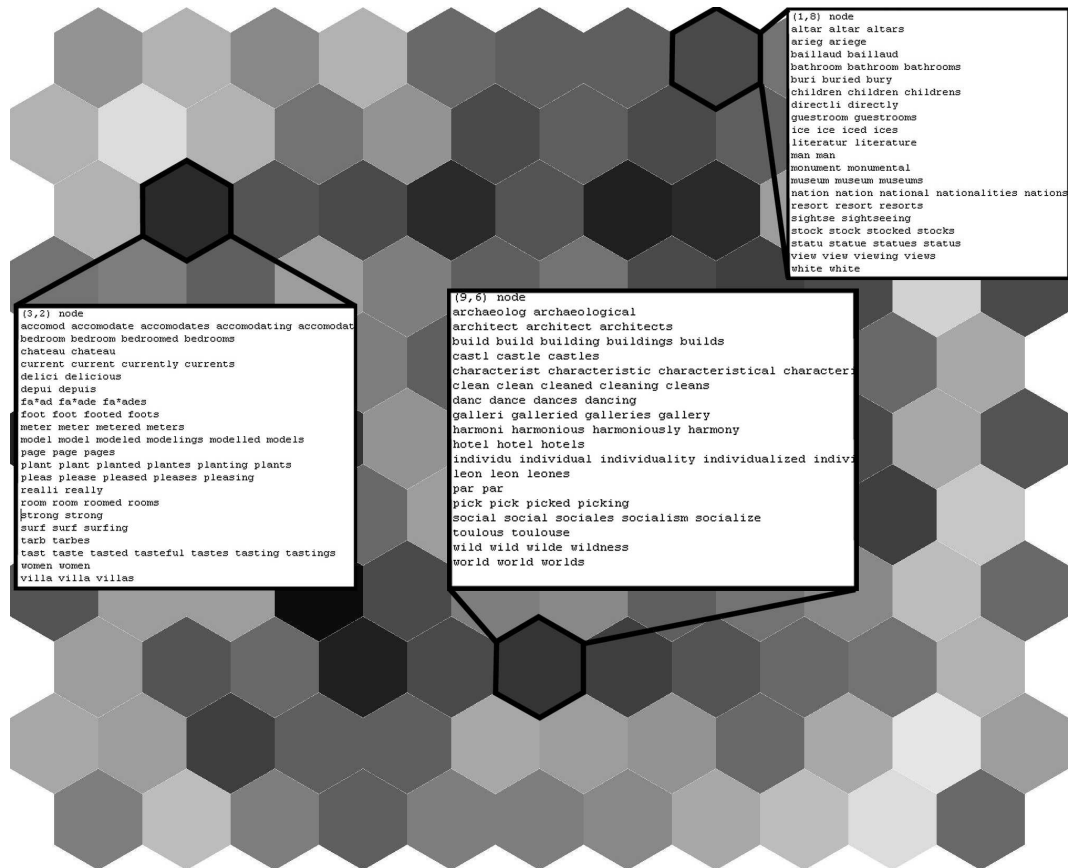 (1,8) node
altar altar altars
arieg ariege
baillaud baillaud
bathroom bathroom bathrooms
buri buried bury
children children childrens
directli directly
guestroom guestrooms
ice ice iced ices
literatur literature
man man
monument monumental
museum museum museums
nation nation national nationalities nations
resort resort resorts
sightse sightseeing
stock stock stocked stocks
statu statue statues status
view view viewing views
white white
(3,2) node
accomod accomodate accomodates accomodating accomodat
bedroom bedroom bedroomed bedrooms
chateau chateau
current current currently currents
delici delicious
depui depuis
fa*ad fa*ade fa*ades
foot foot footed foots
meter meter metered meters
model model modeled modelings modelled models
page page pages
plant plant planted plantes planting plants
pleas please pleased pleases pleasing
realli really
room room roomed rooms
strong strong
surf surf surfing
tarb tarbes
tast taste tasted tasteful tastes tasting tastings
women women
villa villa villas
(9,6) node
archaeolog archaeological
architect architect architects
build build building buildings builds
castl castle castles
characterist characteristic characteristical characteri
clean clean cleaned cleaning cleans
danc dance dances dancing
galleri galleried galleries gallery
harmoni harmonious harmoniously harmony
hotel hotel hotels
individu individual individuality individualized indivi
leon leon leones
par par
pick pick picked picking
social social sociales socialism socialize
toulous toulouse
wild wild wilde wildness
world world worlds